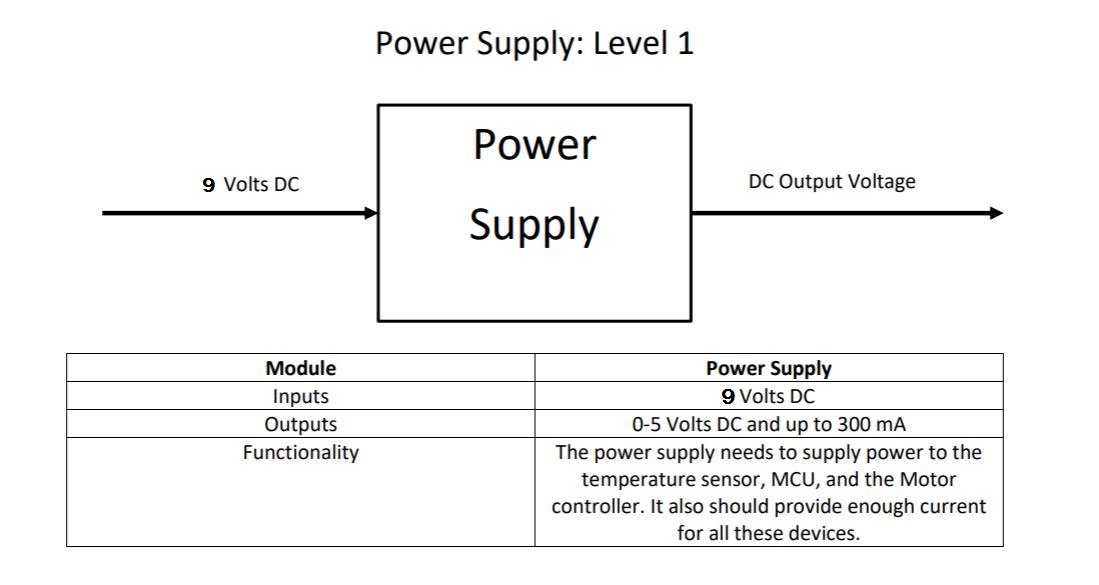 Power Supply: Level 1
Power
Supply
9 Volts DC
DC Output Voltage
Module Power Supply
Inputs 9 Volts DC
Outputs 0-5 Volts DC and up to 300 mA
Functionality The power supply needs to supply power to the
temperature sensor, MCU, and the Motor
controller. It also should provide enough current
for all these devices.